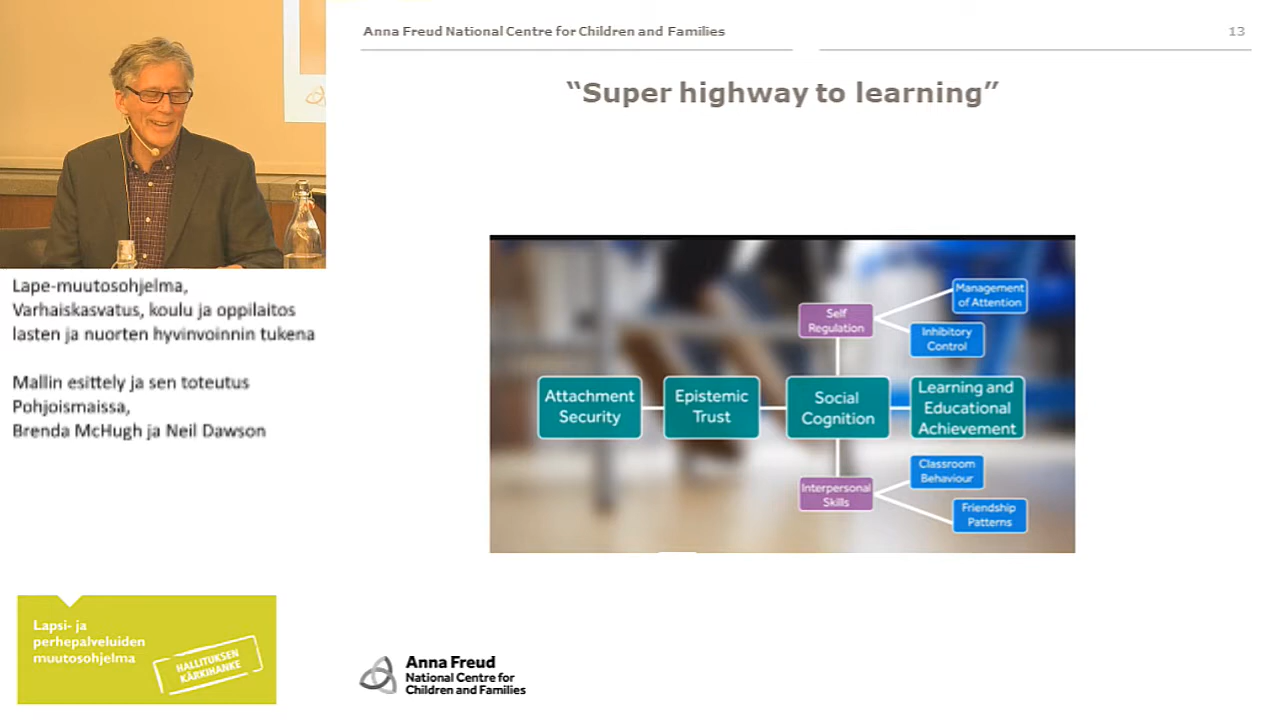 Anna Freud National Centre for Children and Families
13
“Super highway to learning”
Lape-muutosohjelma,
Varhaiskasvatus, koulu ja oppilaitos
lasten ja nuorten hyvinvoinnin tukena
Mallin esittely ja sen toteutus
Pohjoismaissa,
Brenda McHugh ja Neil Dawson
Attachment
Security
Epistemic
Trust
Social
Cognition
Learning and
Educational
Achievement
Self
Regulation
Management
of Attention
Inhibitory
Control
Interpersonal
Skills
Classroom
Behaviour
Friendship
Patterns
Lapsi- ja
perhepalveluiden
muutosohjelma
HALLITUKSEN
KÄRKIHANKE
Anna Freud
National Centre for
Children and Families